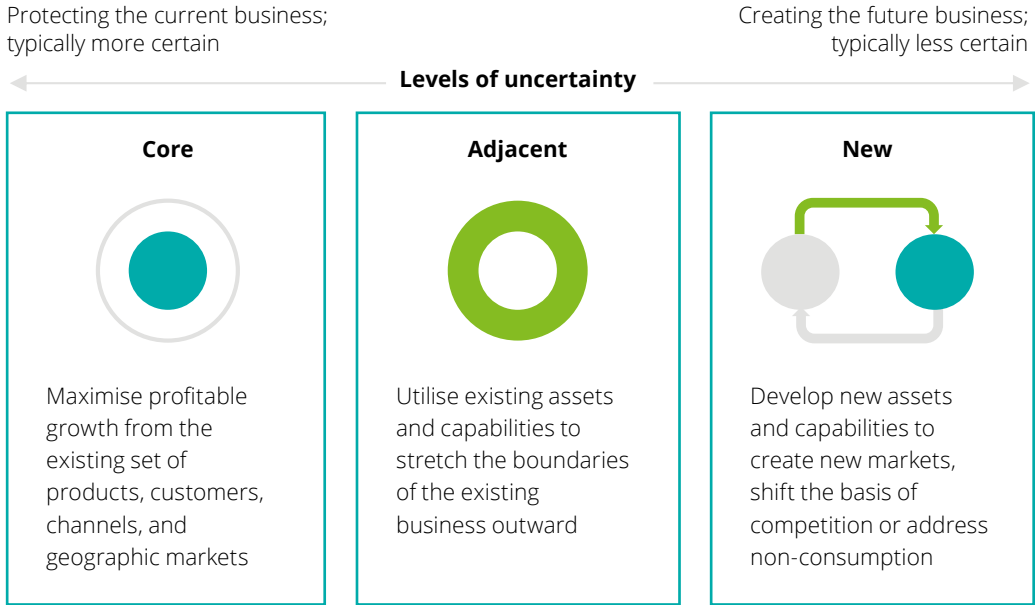 Protecting the current business;
typically more certain
Creating the future business;
typically less certain
Levels of uncertainty
Core
Maximise profitable
growth from the
existing set of
products, customers,
channels, and
geographic markets
Adjacent
Utilise existing assets
and capabilities to
stretch the boundaries
of the existing
business outward
New
Develop new assets
and capabilities to
create new markets,
shift the basis of
competition or address
non-consumption